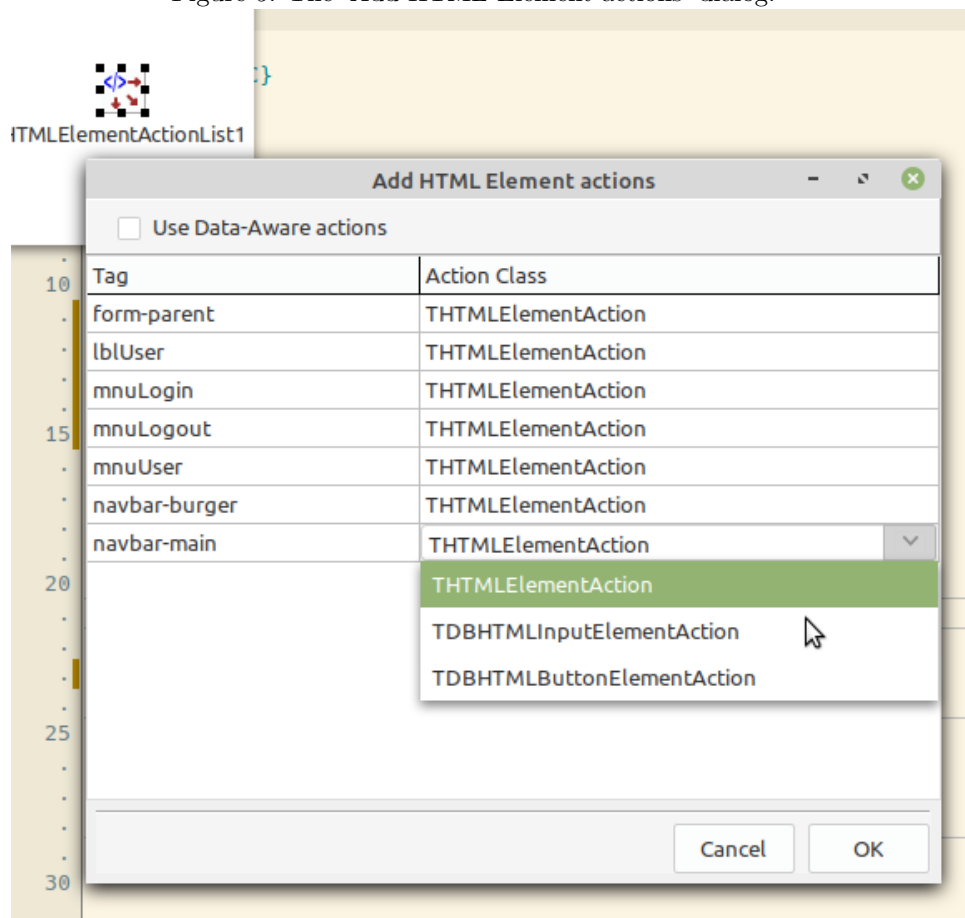 :}
HTMLElementActionList1
Add HTML Element actions
Use Data-Aware actions
Tag Action Class
10
form-parent THTMLElementAction
lblUser THTMLElementAction
mnuLogin THTMLElementAction
15 mnuLogout THTMLElementAction
mnuUser THTMLElementAction
navbar-burger THTMLElementAction
navbar-main THTMLElementAction
20 THTMLElementAction
TDBHTMLInputElementAction
TDBHTMLButtonElementAction
25
Cancel OK
30